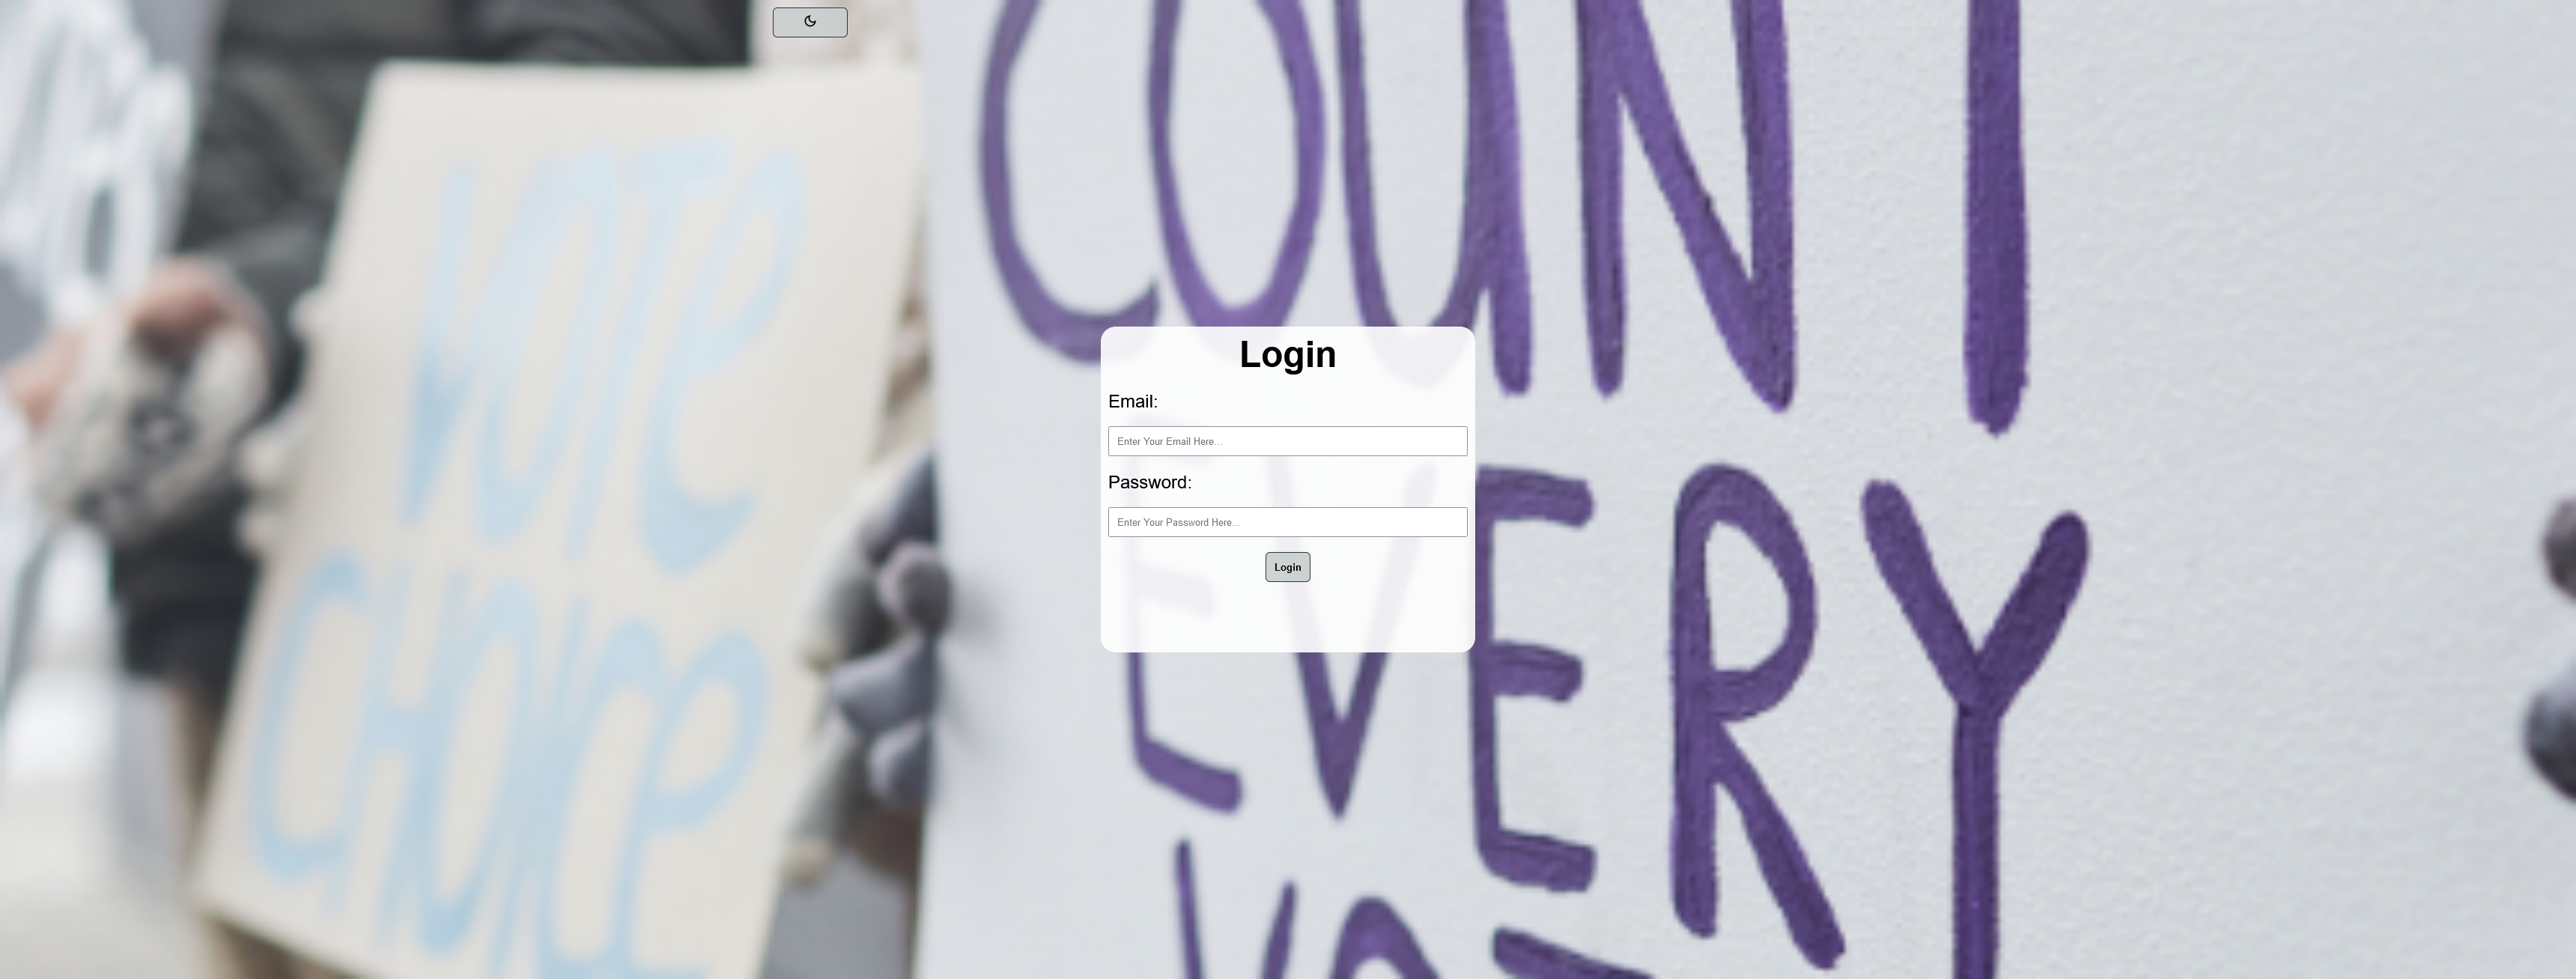 COUNT
VOTE
CHOICE
EVERY
Login
Email:
Enter Your Email Here...
Password:
Enter Your Password Here...
Login